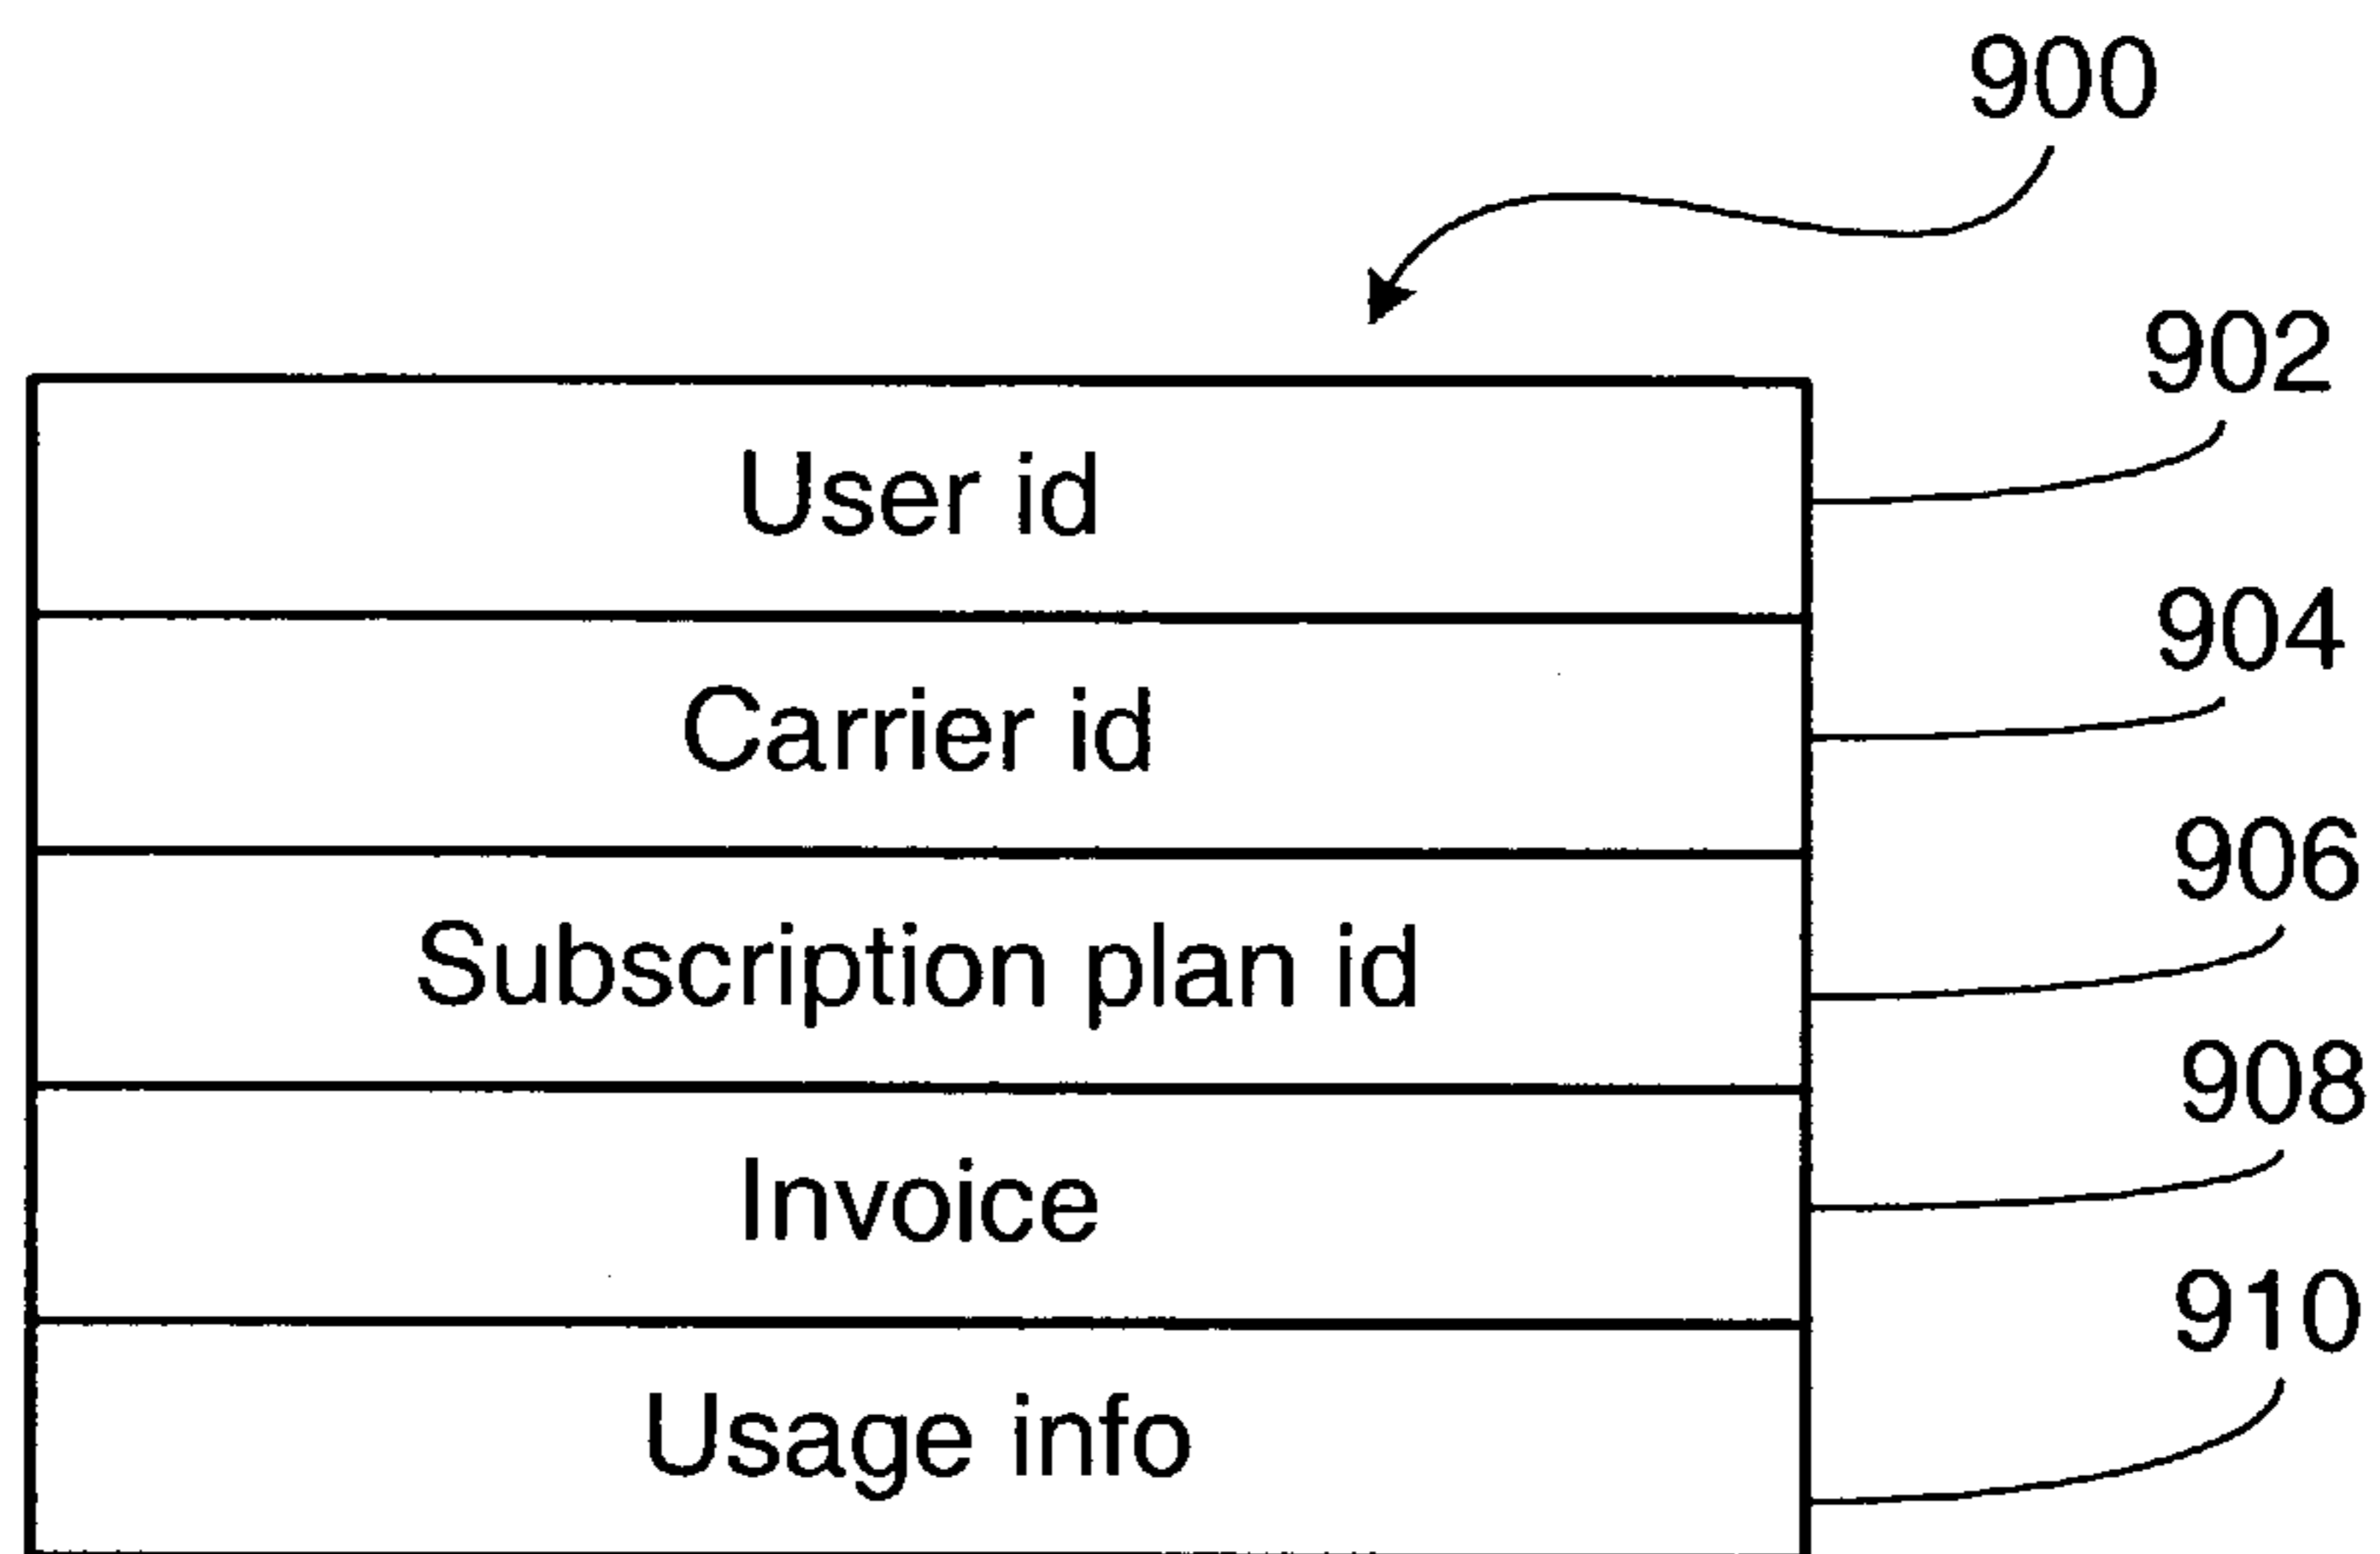 900
902
User id
904
Carrier id
906
Subscription plan id
908
Invoice
910
Usage info